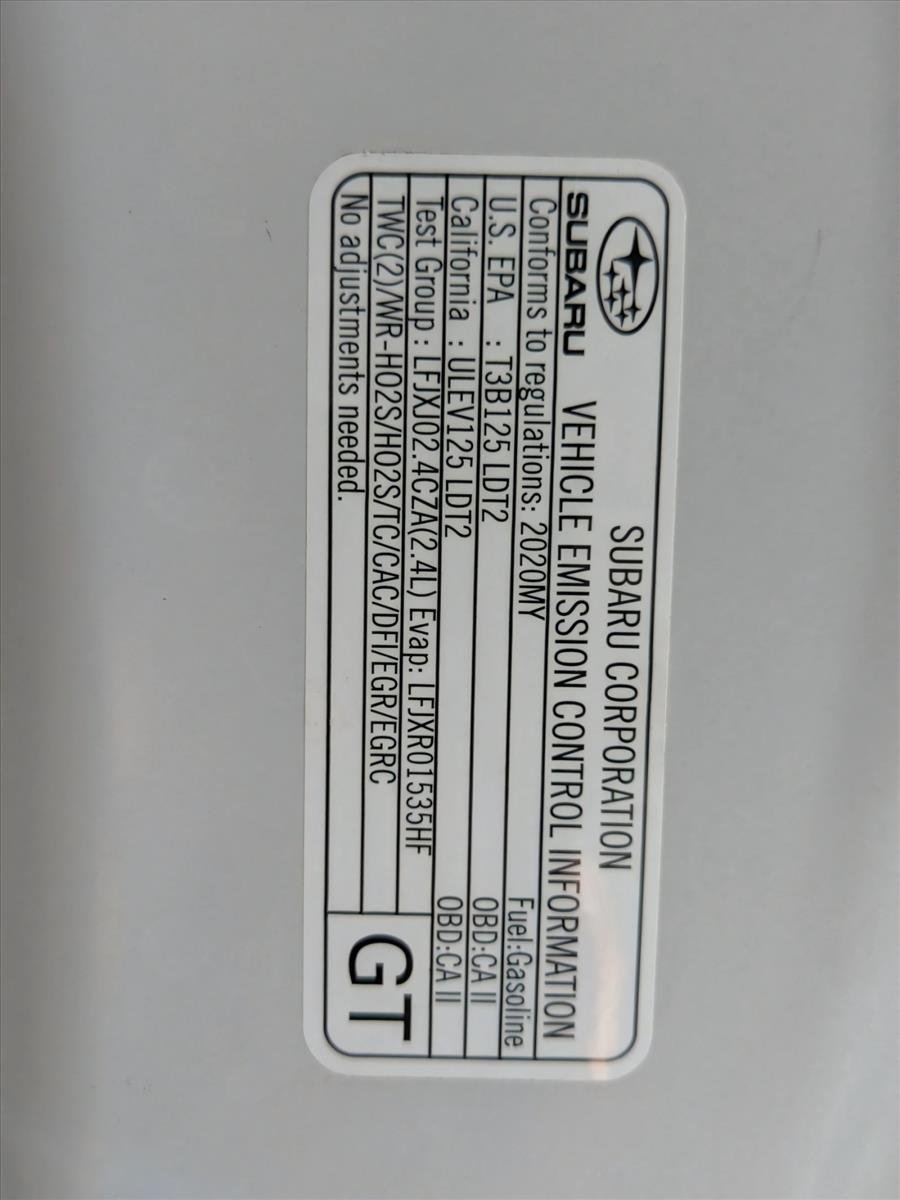 SUBARU CORPORATION
SUBARU VEHICLE EMISSION CONTROL INFORMATION
Conforms to regulations: 2020MY Fuel:Gasoline
U.S. EPA : T3B125 LDT2 OBD:CA II
California : ULEV125 LDT2 OBD:CA II
Test Group : LFJXJ02.4CZA(2.4L) Evap: LFJXR01535HF
TWC(2)/WR-HO2S/HO2S/TC/CAC/DFI/EGR/EGRC
No adjustments needed.
GT